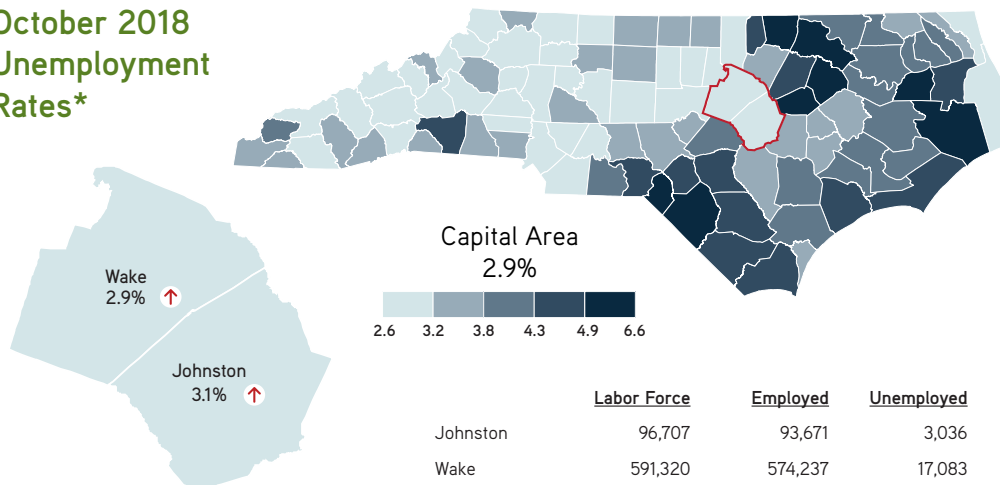 October 2018
Unemployment
Rates*
Capital Area
2.9%
2.6 3.2 3.8 4.3 4.9 6.6
Wake
2.9%
Johnston
3.1%
Labor Force Employed Unemployed
Johnston 96,707 93,671 3,036
Wake 591,320 574,237 17,083